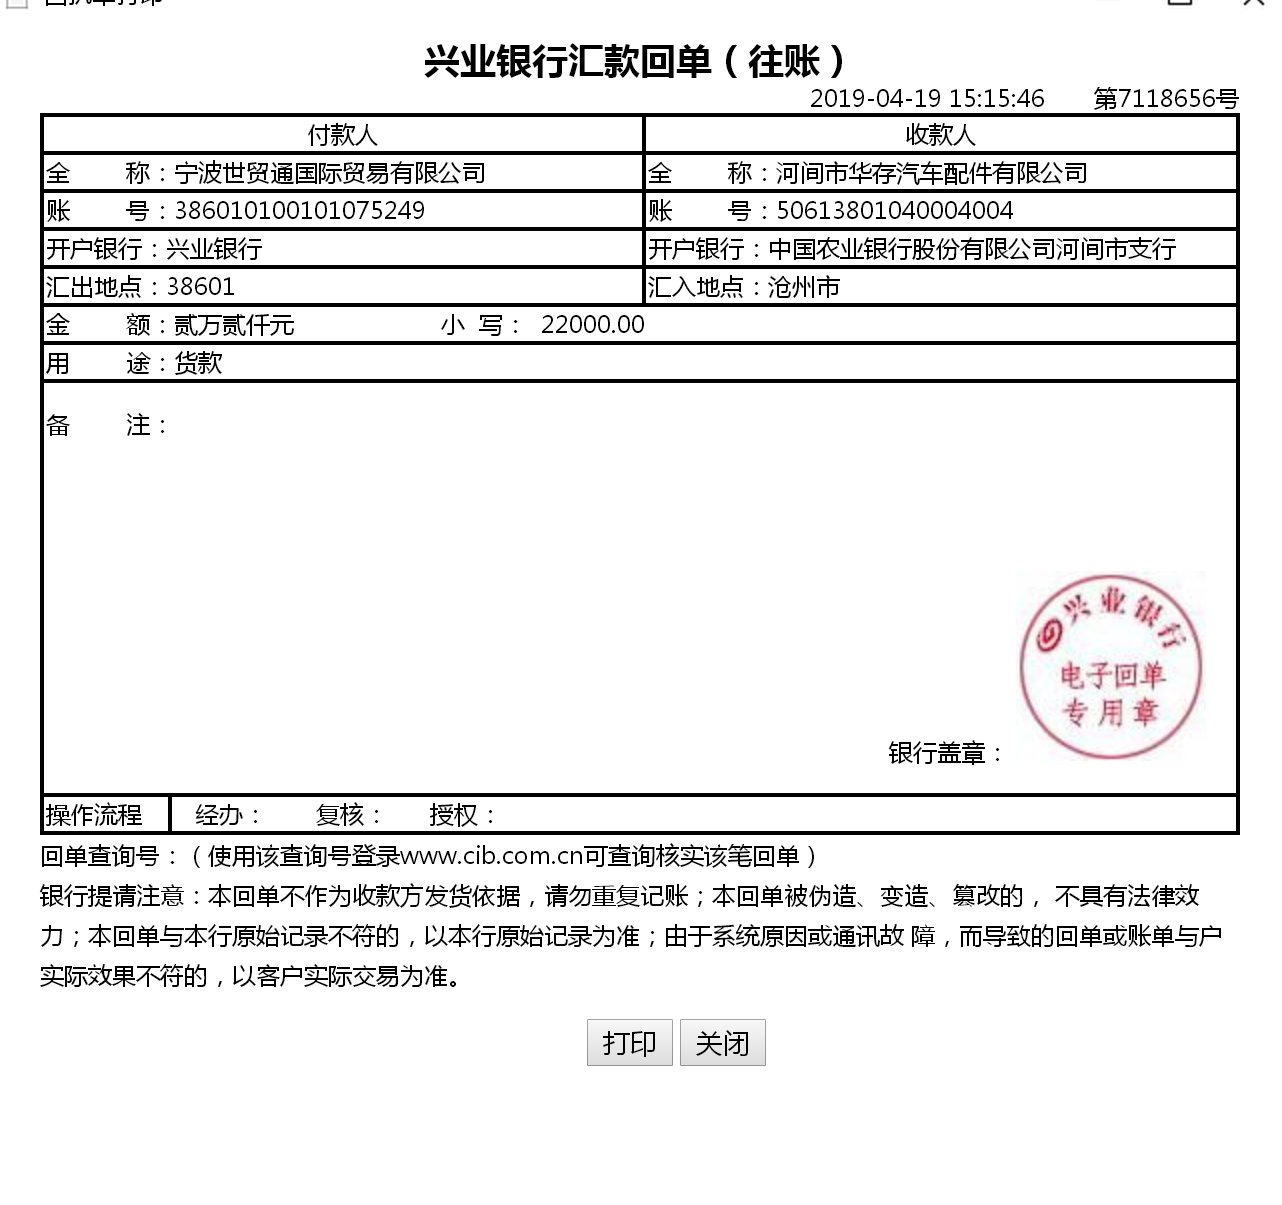 兴业银行汇款回单（往账）
2019-04-19 15:15:46 第7118656号
付款人 收款人
全 称：宁波世贸通国际贸易有限公司 全 称：河间市华存汽车配件有限公司
账 号：386010100101075249 账 号：50613801040004004
开户银行：兴业银行 开户银行：中国农业银行股份有限公司河间市支行
汇出地点：38601 汇入地点：沧州市
金 额：贰万贰仟元 小 写： 22000.00
用 途：货款
备 注：
兴业银行
电子回单
专用章
银行盖章：
操作流程 经办： 复核： 授权：
回单查询号：（使用该查询号登录www.cib.com.cn可查询核实该笔回单）
银行提请注意：本回单不作为收款方发货依据，请勿重复记账；本回单被伪造、变造、篡改的， 不具有法律效
力；本回单与本行原始记录不符的，以本行原始记录为准；由于系统原因或通讯故 障，而导致的回单或账单与户
实际效果不符的，以客户实际交易为准。
打印 关闭